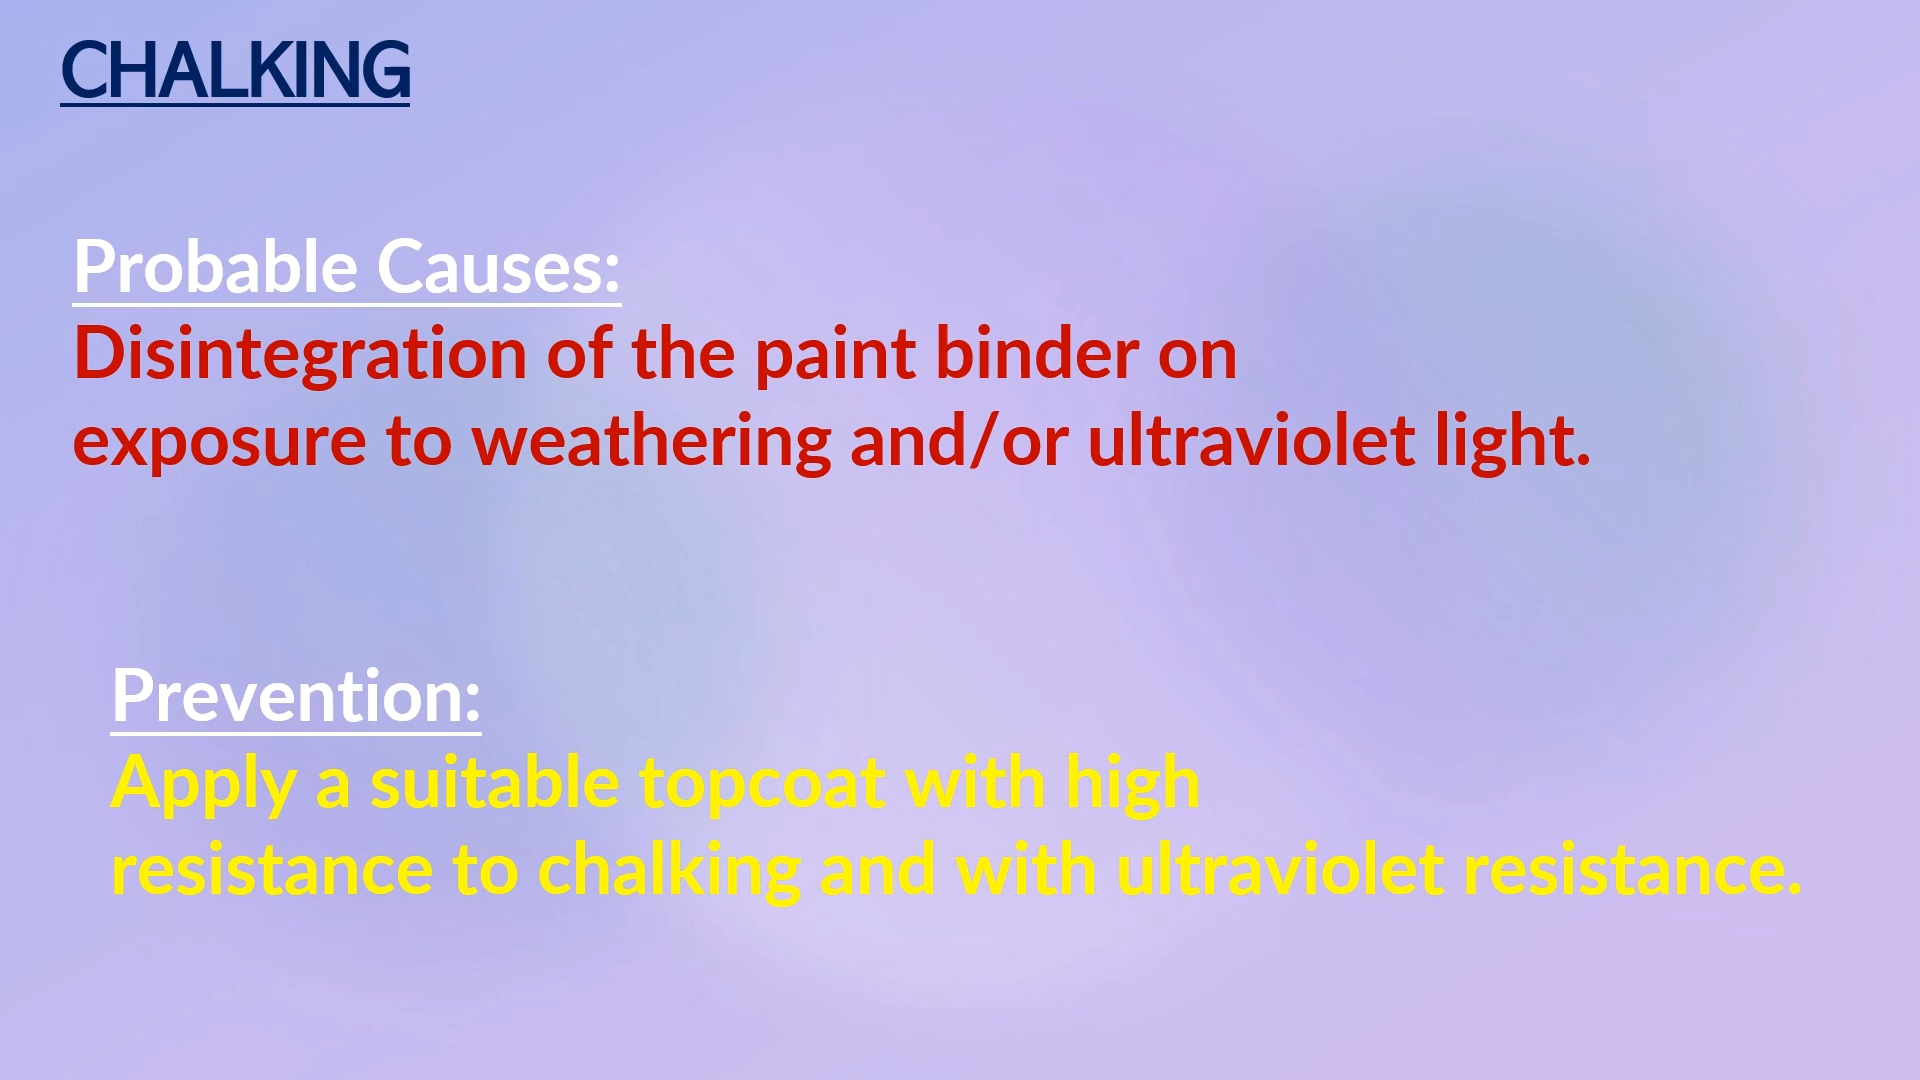 CHALKING
Probable Causes:
Disintegration of the paint binder on
exposure to weathering and/or ultraviolet light.
Prevention:
Apply a suitable topcoat with high
resistance to chalking and with ultraviolet resistance.